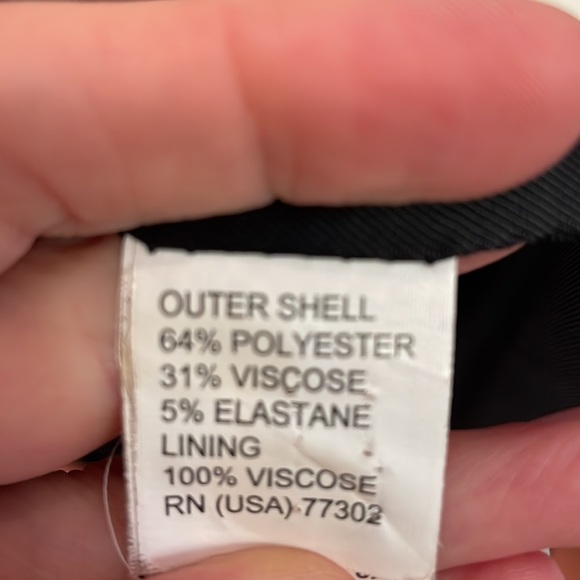 OUTER SHELL
64% POLYESTER
31% VISCOSE
5% ELASTANE
LINING
100% VISCOSE
RN (USA) 77302